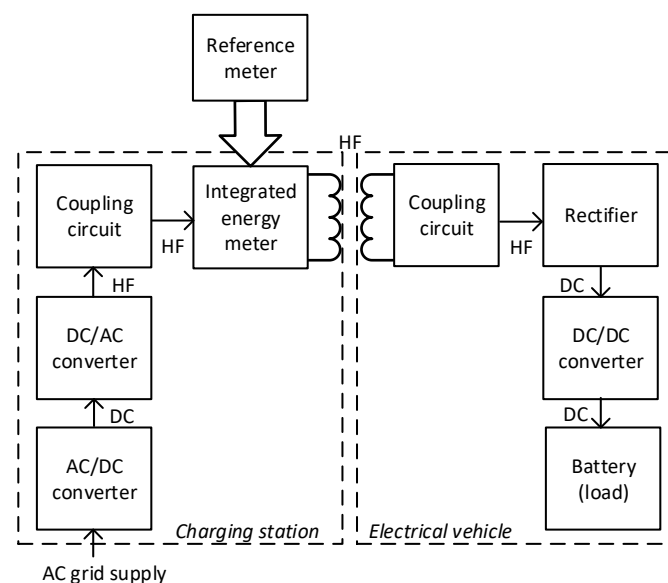 Reference
meter
HF
Coupling
circuit
HF
Integrated
energy
meter
Coupling
circuit
HF
Rectifier
HF
DC
DC/AC
converter
DC/DC
converter
DC
DC
AC/DC
converter
Battery
(load)
Charging station
Electrical vehicle
AC grid supply